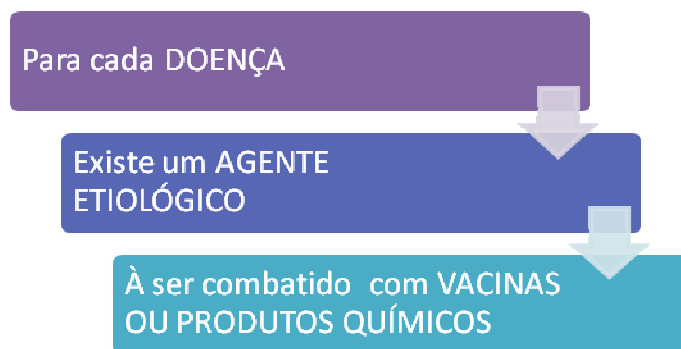 Para cada DOENÇA
Existe um AGENTE
ETIOLÓGICO
À ser combatido com VACINAS
OU PRODUTOS QUÍMICOS